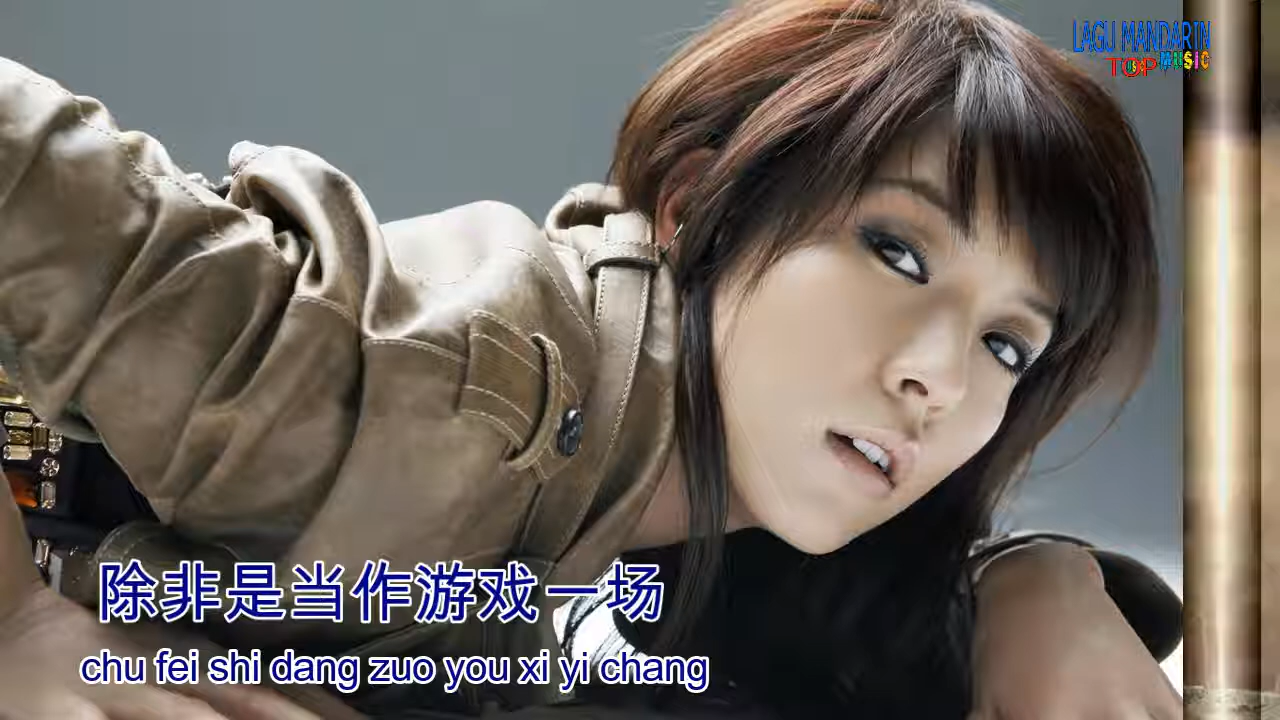 LAGU MANDARIN
TOP MUSIC
除非是当作游戏一场
chu fei shi dang zuo you xi yi chang